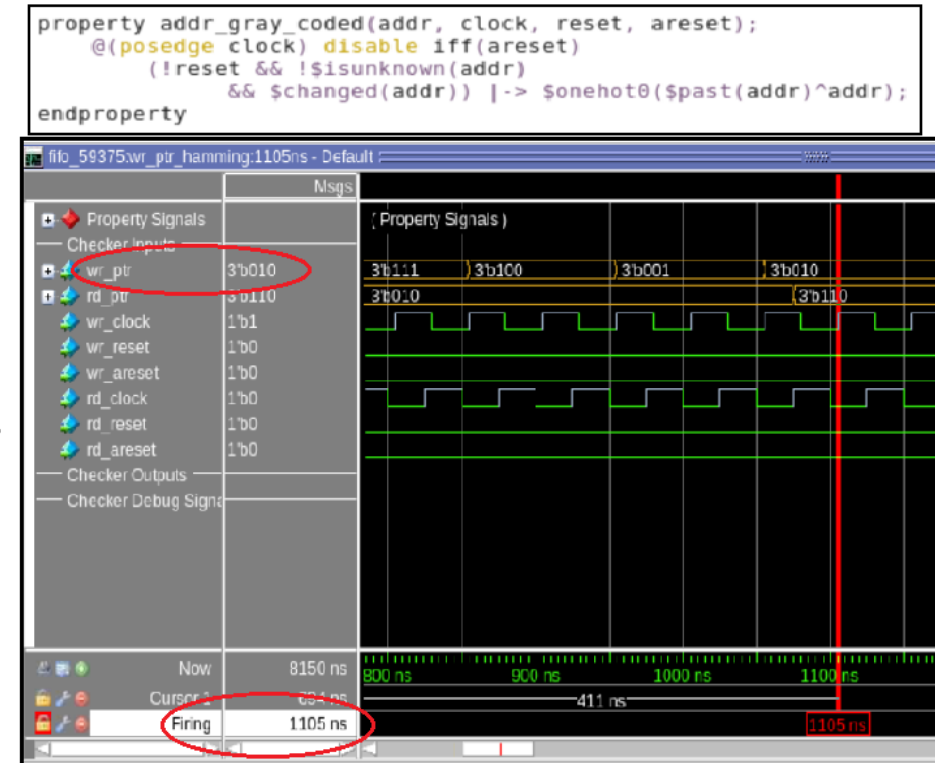 property addr_gray_coded(addr, clock, reset, areset);
@(posedge clock) disable iff(areset)
(!reset && !$isunknown(addr)
&& $changed(addr)) |-> $onehot0($past(addr)^addr);
endproperty
fifo_59375:wr_ptr_hamming:1105ns - Default
Msgs
Property Signals
( Property Signals )
Checker Inputs
wr_ptr 3'b010 3'b111 3'b100 3'b001 3'b010
rd_ptr 3'b110 3'b010 3'b110
wr_clock 1'b1
wr_reset 1'b0
wr_areset 1'b0
rd_clock 1'b0
rd_reset 1'b0
rd_areset 1'b0
Checker Outputs
Checker Debug Signa
Now 8150 ns 800 ns 900 ns 1000 ns 1100 ns
Cursor 1 694 ns 411 ns
Firing 1105 ns 1105 ns